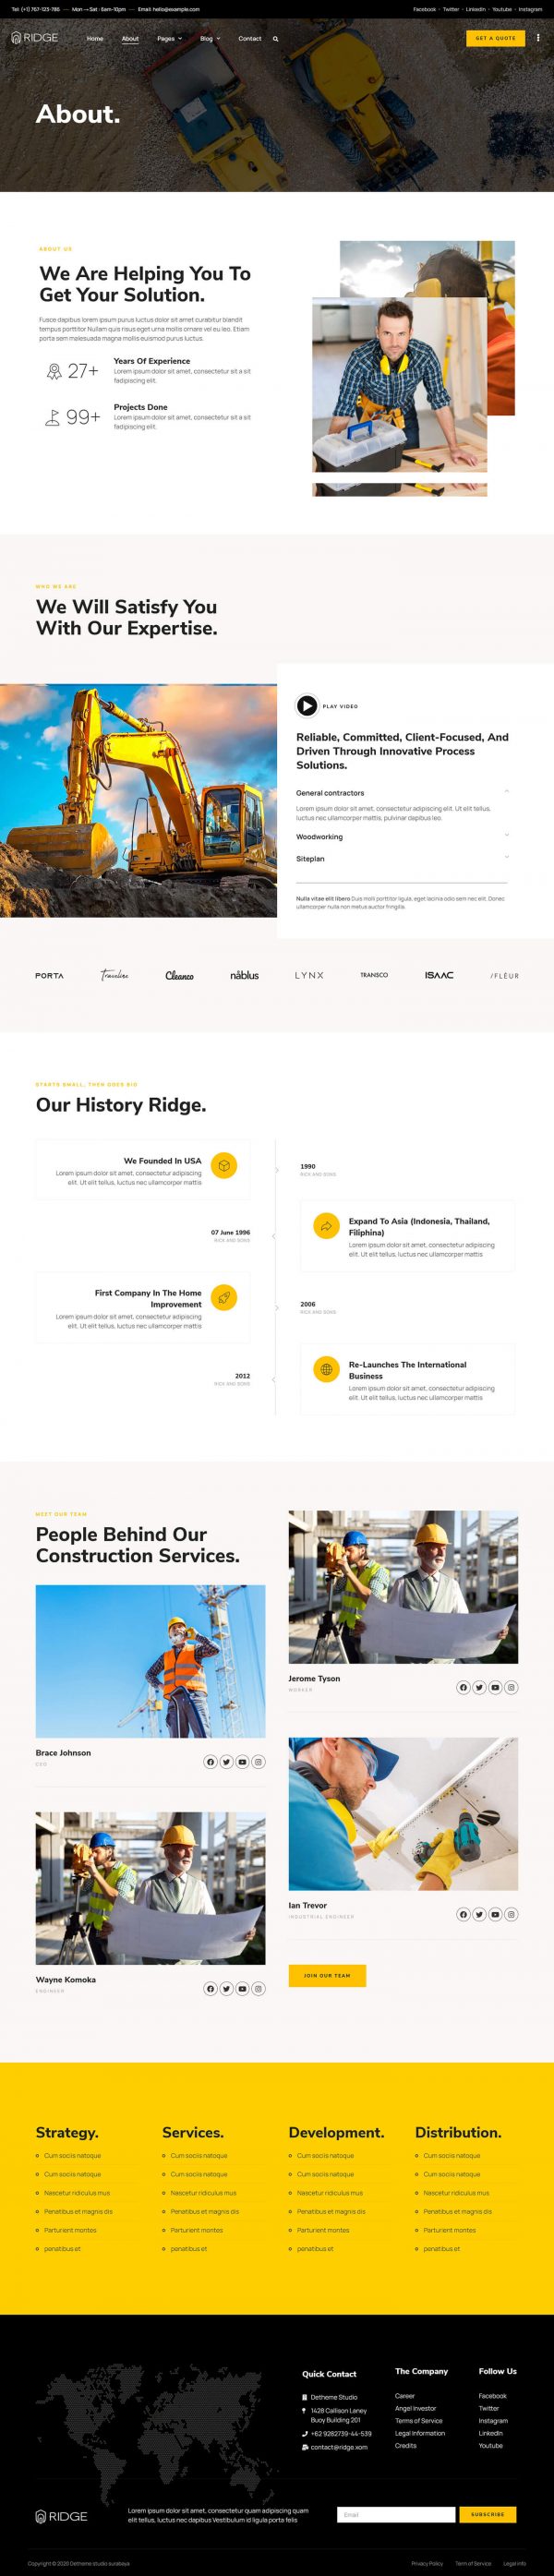 Tel: (+1) 767-123-785 — Mon → Sat : 8am-10pm — Email: hello@example.com
Facebook - Twitter - LinkedIn - Youtube - Instagram
RIDGE Home About Pages Blog Contact GET A QUOTE
About.
ABOUT US
We Are Helping You To
Get Your Solution.
Fusce dapibus lorem ipsum purus luctus dolor sit amet curabitur blandit
tempus porttitor Nullam quis risus eget urna mollis ornare vel eu leo. Etiam
porta sem malesuada magna mollis euismod purus luctus.
27+
Years Of Experience
Lorem ipsum dolor sit amet, consectetur sit a sit
fadipiscing elit.
99+
Projects Done
Lorem ipsum dolor sit amet, consectetur sit a sit
fadipiscing elit.
WHO WE ARE
We Will Satisfy You
With Our Expertise.
PLAY VIDEO
Reliable, Committed, Client-Focused, And
Driven Through Innovative Process
Solutions.
General contractors
Lorem ipsum dolor sit amet, consectetur adipiscing elit. Ut elit tellus,
luctus nec ullamcorper mattis, pulvinar dapibus leo.
Woodworking
Siteplan
Nulla vitae elit libero Duis molli porttitor ligula, eget lacinia odio sem nec elit. Donec
ullamcorper nulla non metus auctor fringilla.
PORTA Traveline Cleanco nåblus LYNX TRANSCO ISAAC /FLÈUR
STARTS SMALL, THEN GOES BIG
Our History Ridge.
We Founded In USA
Lorem ipsum dolor sit amet, consectetur adipiscing
elit. Ut elit tellus, luctus nec ullamcorper mattis
1990
RICK AND SONS
07 June 1996
RICK AND SONS
Expand To Asia (Indonesia, Thailand,
Filiphina)
Lorem ipsum dolor sit amet, consectetur adipiscing
elit. Ut elit tellus, luctus nec ullamcorper mattis
First Company In The Home
Improvement
Lorem ipsum dolor sit amet, consectetur adipiscing
elit. Ut elit tellus, luctus nec ullamcorper mattis
2006
RICK AND SONS
2012
RICK AND SONS
Re-Launches The International
Business
Lorem ipsum dolor sit amet, consectetur adipiscing
elit. Ut elit tellus, luctus nec ullamcorper mattis
MEET OUR TEAM
People Behind Our
Construction Services.
Jerome Tyson
WORKER
Brace Johnson
CEO
Ian Trevor
INDUSTRIAL ENGINEER
Wayne Komoka
ENGINEER
JOIN OUR TEAM
Strategy.
Cum sociis natoque
Cum sociis natoque
Nascetur ridiculus mus
Penatibus et magnis dis
Parturient montes
penatibus et
Services.
Cum sociis natoque
Cum sociis natoque
Nascetur ridiculus mus
Penatibus et magnis dis
Parturient montes
penatibus et
Development.
Cum sociis natoque
Cum sociis natoque
Nascetur ridiculus mus
Penatibus et magnis dis
Parturient montes
penatibus et
Distribution.
Cum sociis natoque
Cum sociis natoque
Nascetur ridiculus mus
Penatibus et magnis dis
Parturient montes
penatibus et
Quick Contact
Detheme Studio
1428 Callison Laney
Buoy Building 201
+62 9282739-44-539
contact@ridge.xom
The Company
Career
Angel Investor
Terms of Service
Legal Information
Credits
Follow Us
Facebook
Twitter
Instagram
LinkedIn
Youtube
RIDGE
Lorem ipsum dolor sit amet, consectetur quam adipiscing quam
elit tellus, luctus nec dapibus Vestibulum id ligula porta felis
Email
SUBSCRIBE
Copyright © 2020 Detheme studio surabaya
Privacy Policy Term of Service Legal info